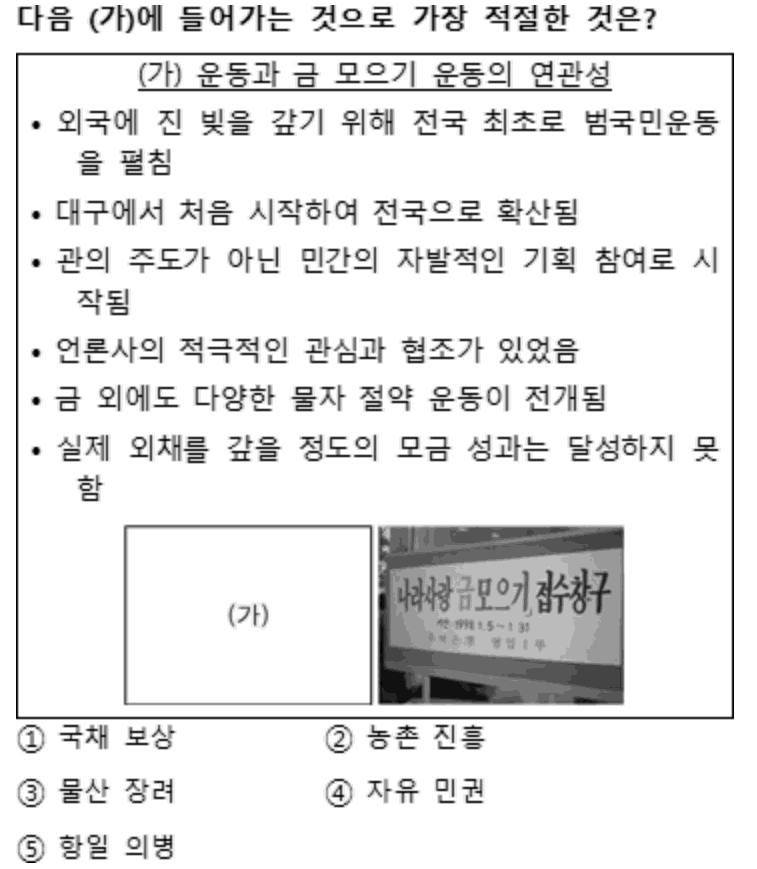 다음 (가)에 들어가는 것으로 가장 적절한 것은?
(가) 운동과 금 모으기 운동의 연관성
• 외국에 진 빚을 갚기 위해 전국 최초로 범국민운동
을 펼침
• 대구에서 처음 시작하여 전국으로 확산됨
• 관의 주도가 아닌 민간의 자발적인 기획 참여로 시
작됨
• 언론사의 적극적인 관심과 협조가 있었음
• 금 외에도 다양한 물자 절약 운동이 전개됨
• 실제 외채를 갚을 정도의 모금 성과는 달성하지 못
함
(가)
나라사랑 금모으기 접수창구
1998 1.5~1 31
① 국채 보상 ② 농촌 진흥
③ 물산 장려 ④ 자유 민권
⑤ 항일 의병